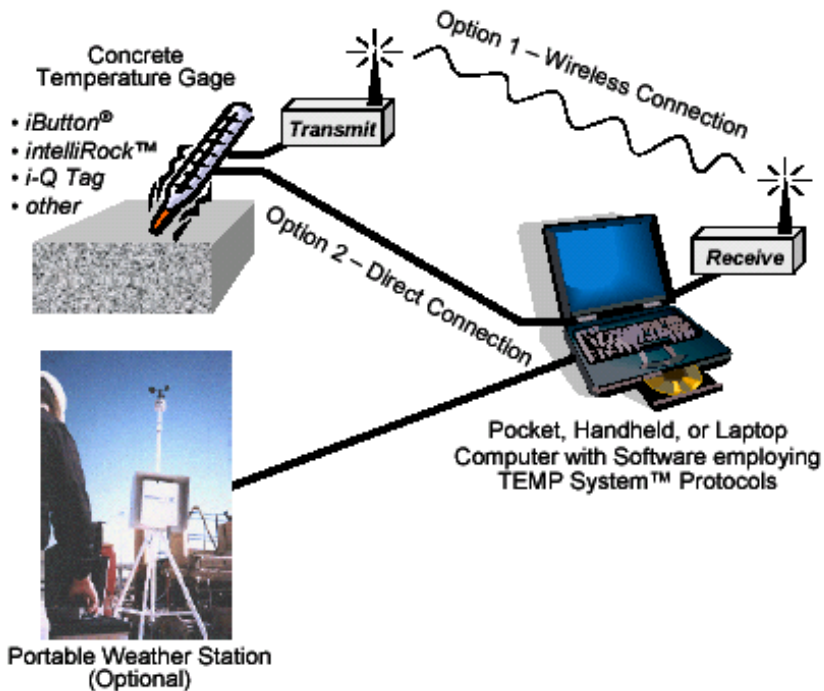 Concrete
Temperature Gage
• iButton®
• intelliRock™
• i-Q Tag
• other
Transmit
Option 1 – Wireless Connection
Receive
Option 2 – Direct Connection
Pocket, Handheld, or Laptop
Computer with Software employing
TEMP System™ Protocols
Portable Weather Station
(Optional)